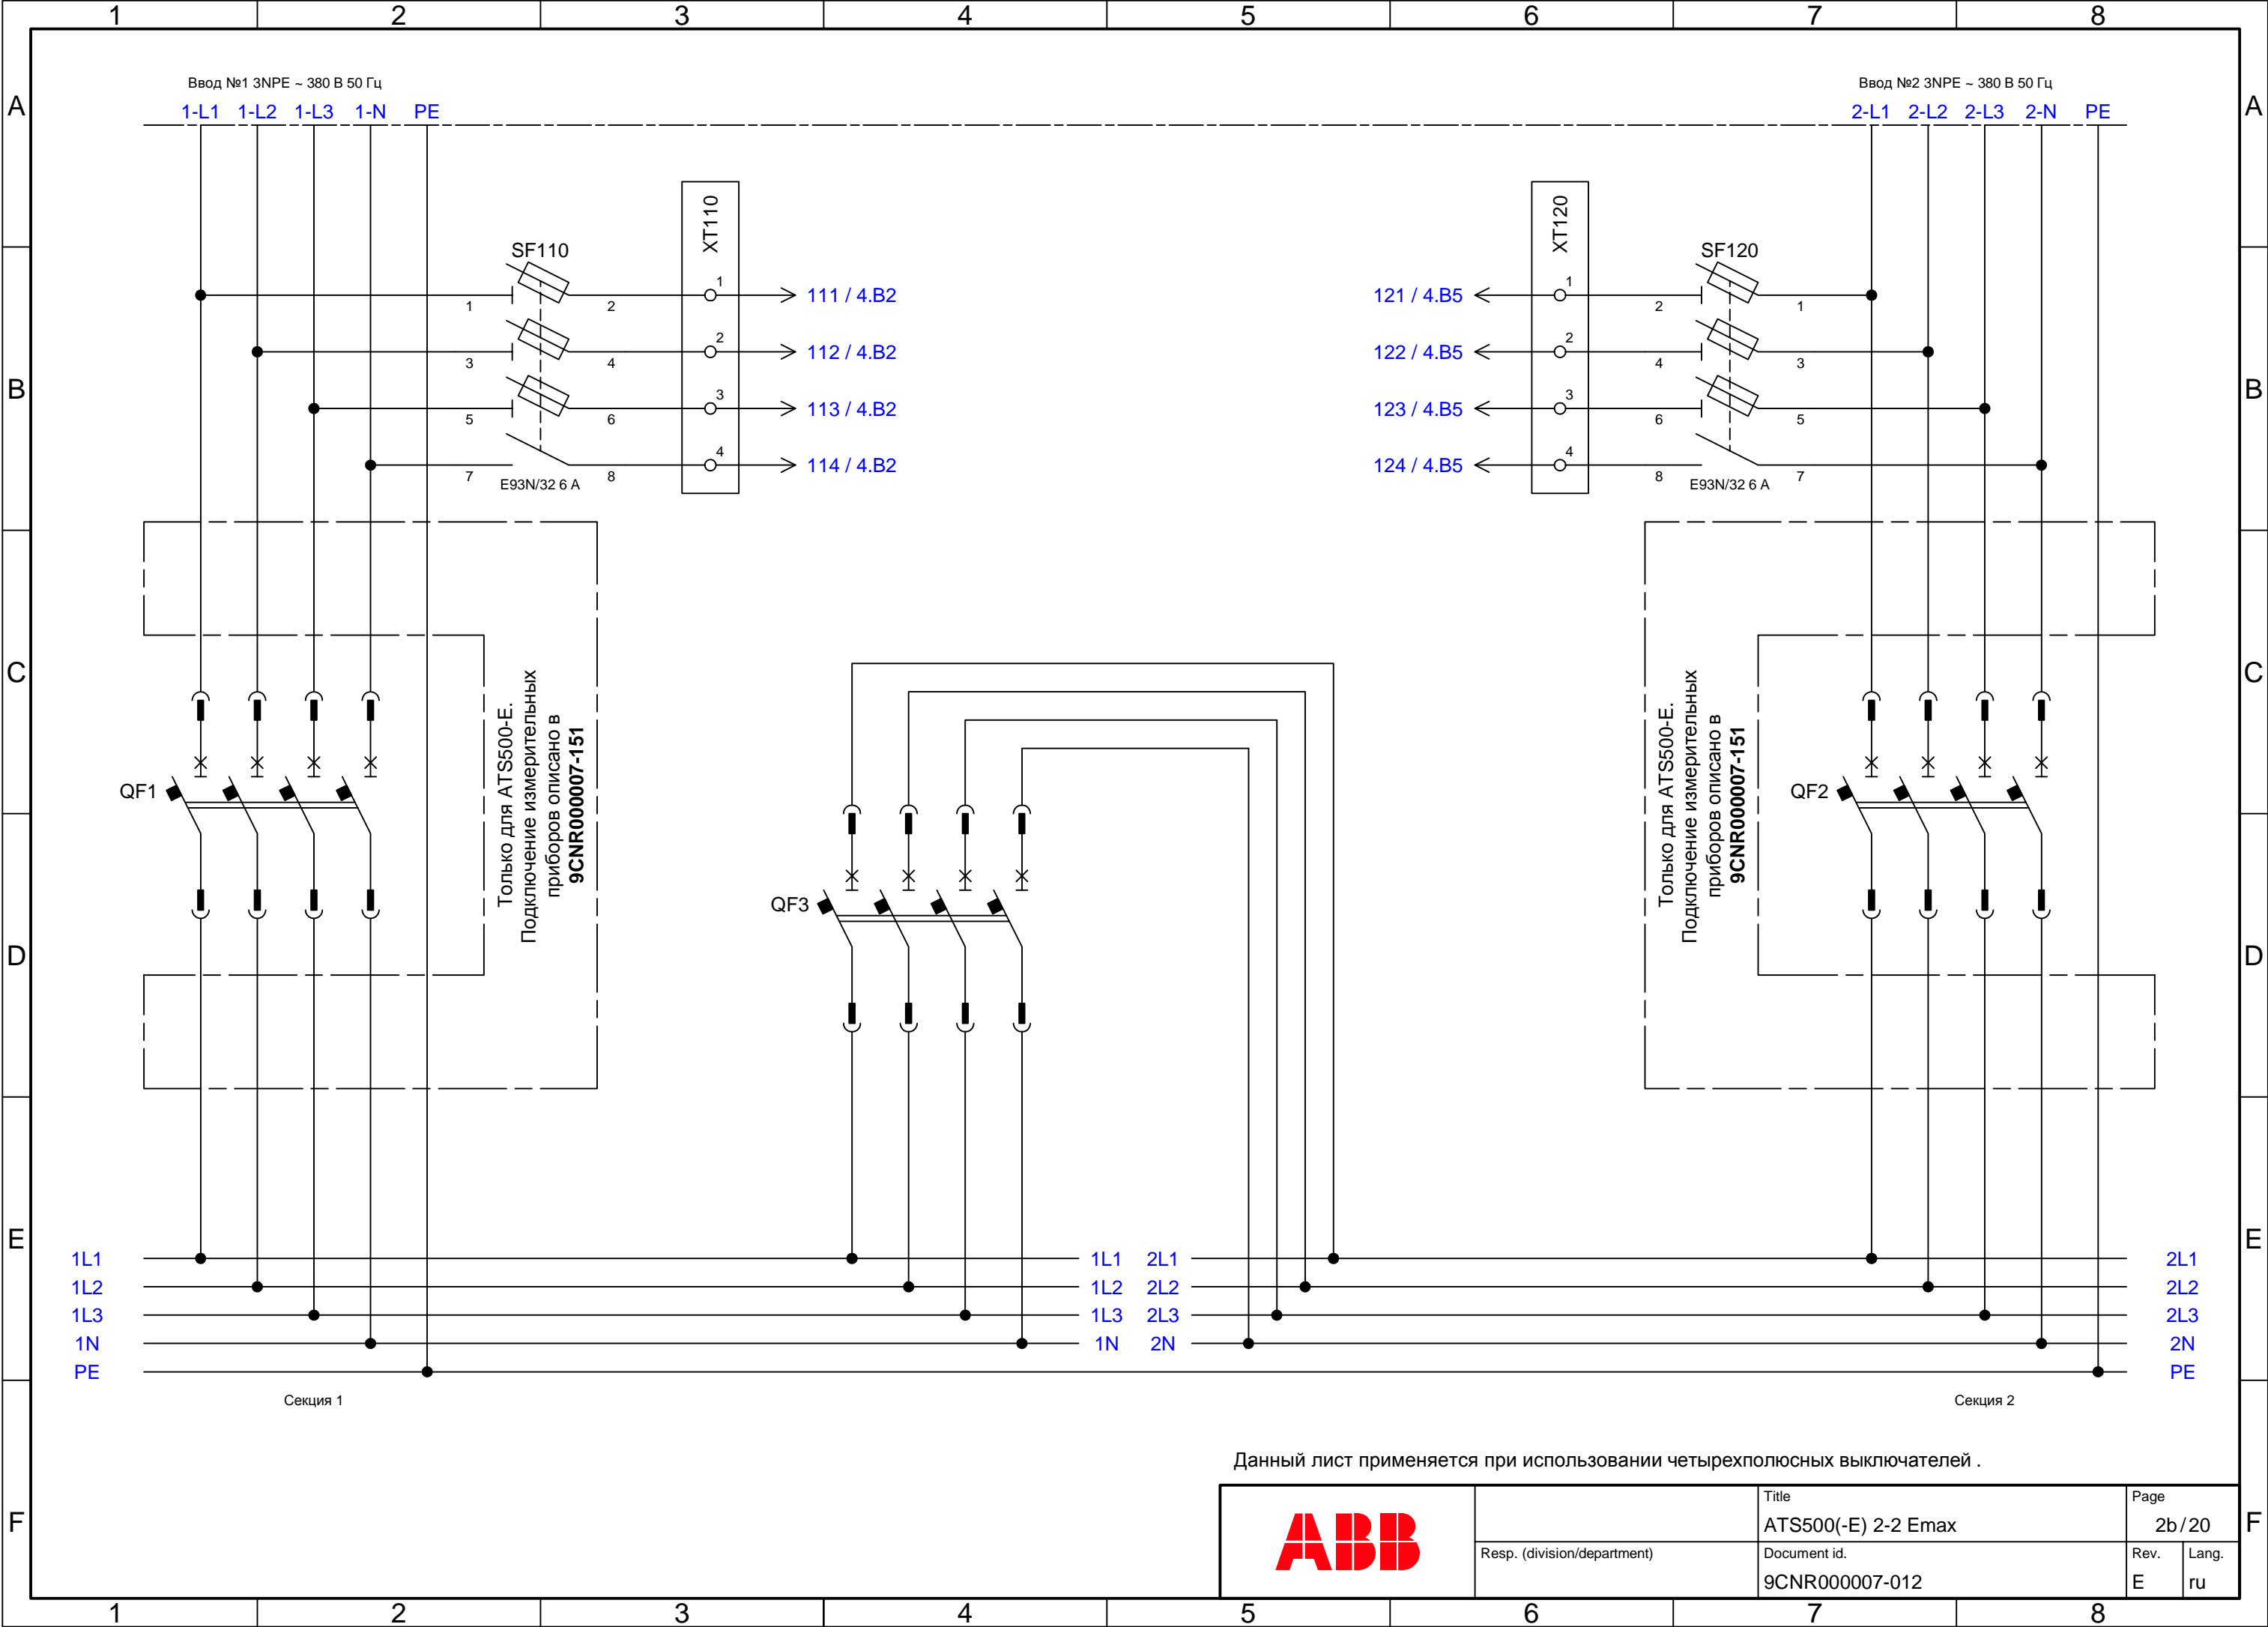 1 2 3 4 5 6 7 8
A A
B B
C C
D D
E E
F F
Ввод №1 3NPE ~ 380 В 50 Гц
1-L1 1-L2 1-L3 1-N PE
Ввод №2 3NPE ~ 380 В 50 Гц
2-L1 2-L2 2-L3 2-N PE
SF110
XT110
1 2 1 111 / 4.B2
3 4 2 112 / 4.B2
5 6 3 113 / 4.B2
7 8 4 114 / 4.B2
E93N/32 6 A
XT120
SF120
121 / 4.B5 1 2 1
122 / 4.B5 2 4 3
123 / 4.B5 3 6 5
124 / 4.B5 4 8 7
E93N/32 6 A
QF1
Только для ATS500-E.
Подключение измерительных
приборов описано в
9CNR000007-151
QF3
Только для ATS500-E.
Подключение измерительных
приборов описано в
9CNR000007-151
QF2
1L1 1L1 2L1 2L1
1L2 1L2 2L2 2L2
1L3 1L3 2L3 2L3
1N 1N 2N 2N
PE PE
Секция 1
Секция 2
Данный лист применяется при использовании четырехполюсных выключателей .
ABB
Title
ATS500(-E) 2-2 Emax
Page
2b/20
Resp. (division/department)
Document id.
9CNR000007-012
Rev.
E
Lang.
ru
1 2 3 4 5 6 7 8